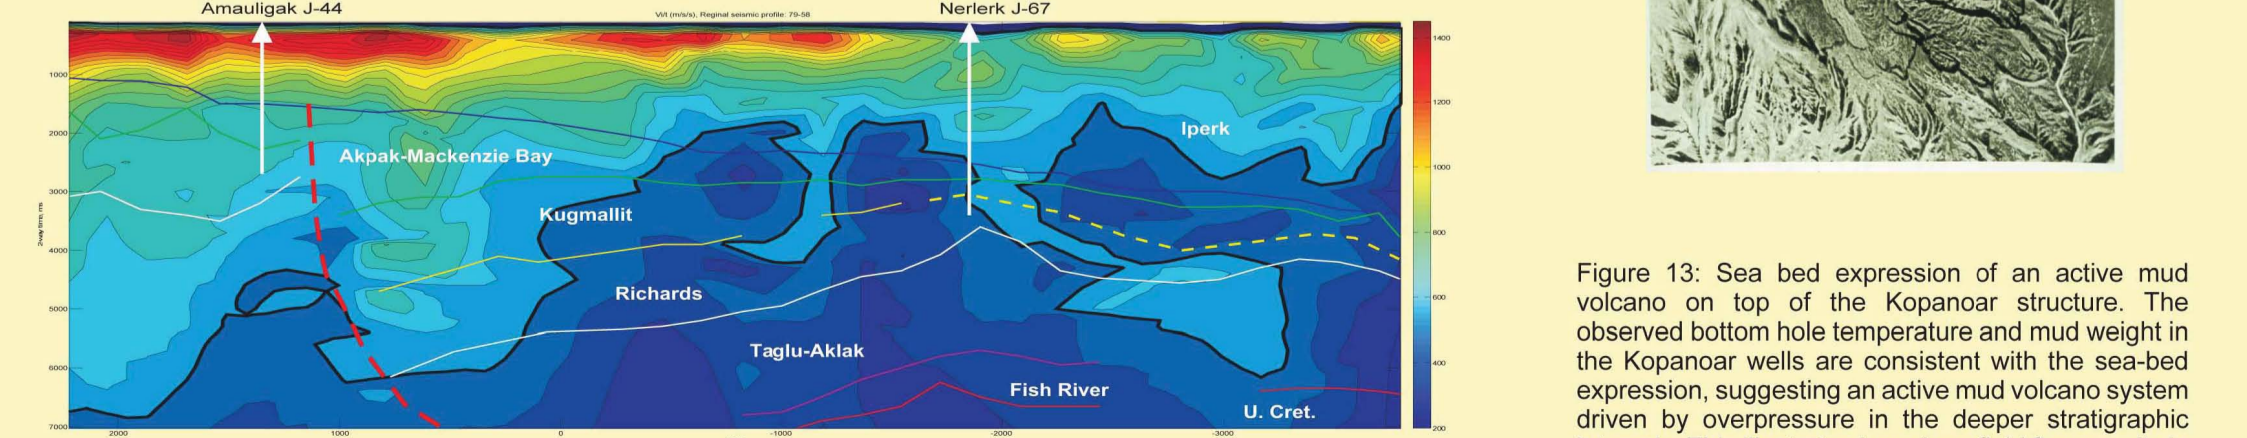 Amauligak J-44
Vi/t (m/s/s), Reginal seismic profile: 79-58
Nerlerk J-67
1000
2000
3000
4000
5000
6000
7000
2-way time, ms
2000
1000
0
-1000
-2000
-3000
1400
1200
1000
800
600
400
200
Iperk
Akpak-Mackenzie Bay
Kugmallit
Richards
Taglu-Aklak
Fish River
U. Cret.
Figure 13: Sea bed expression of an active mud
volcano on top of the Kopanoar structure. The
observed bottom hole temperature and mud weight in
the Kopanoar wells are consistent with the sea-bed
expression, suggesting an active mud volcano system
driven by overpressure in the deeper stratigraphic